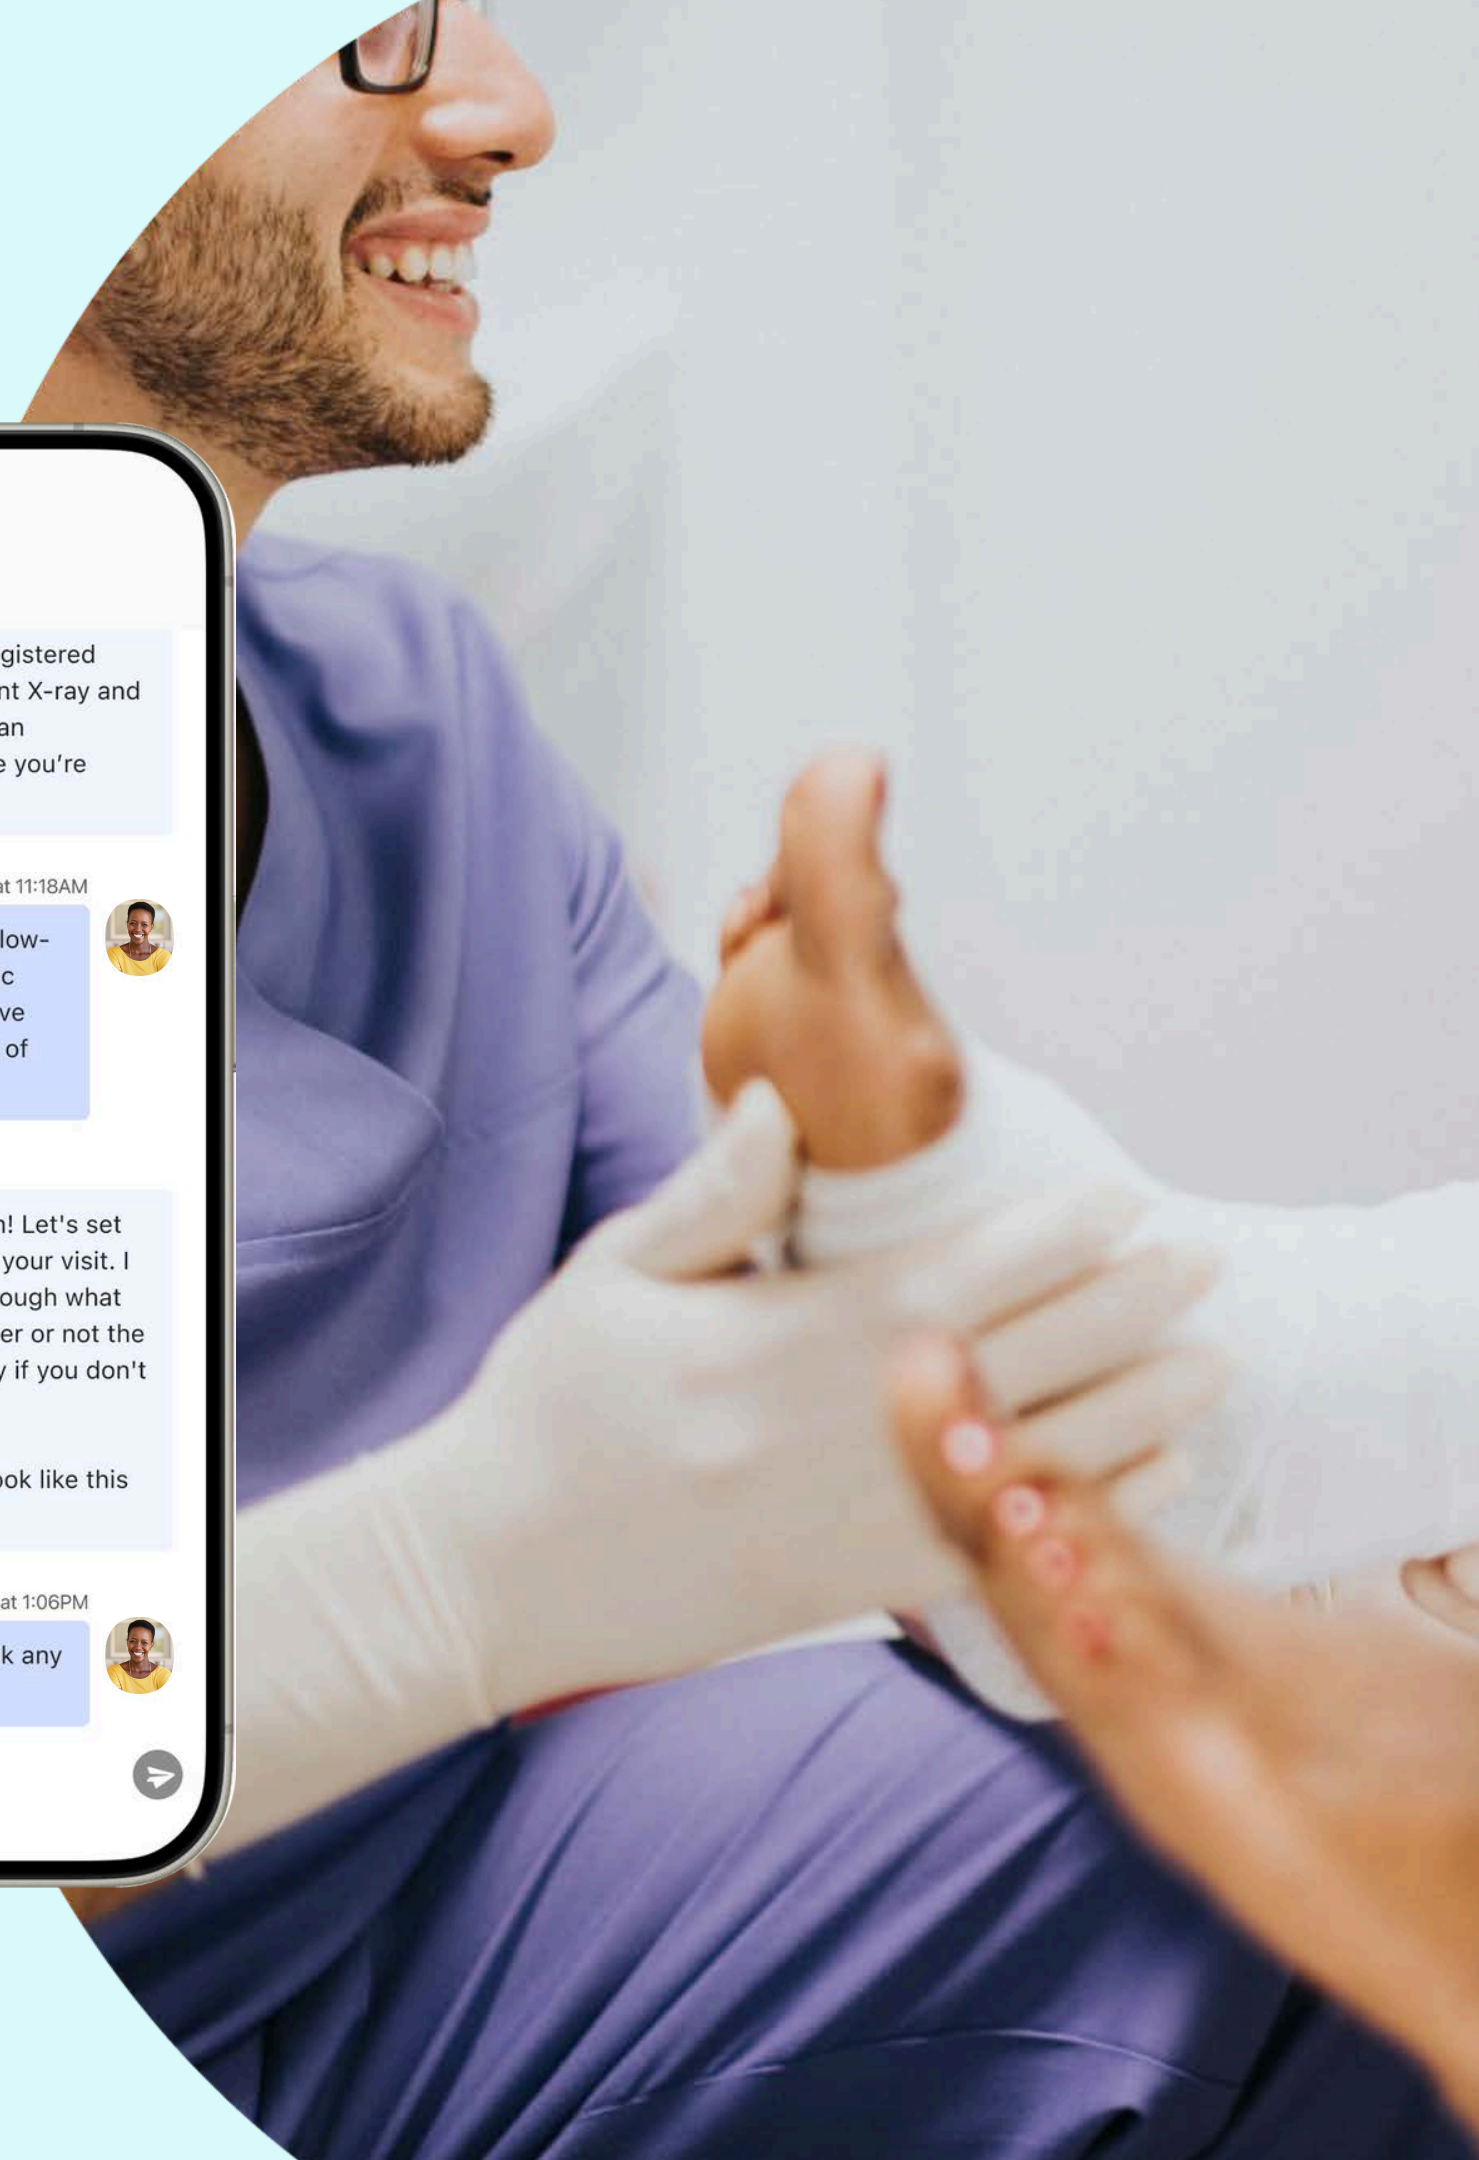 gistered
nt X-ray and
an
e you're
at 11:18AM
low-
c
ve
of
n! Let's set
your visit. I
ough what
er or not the
y if you don't
ook like this
at 1:06PM
k any